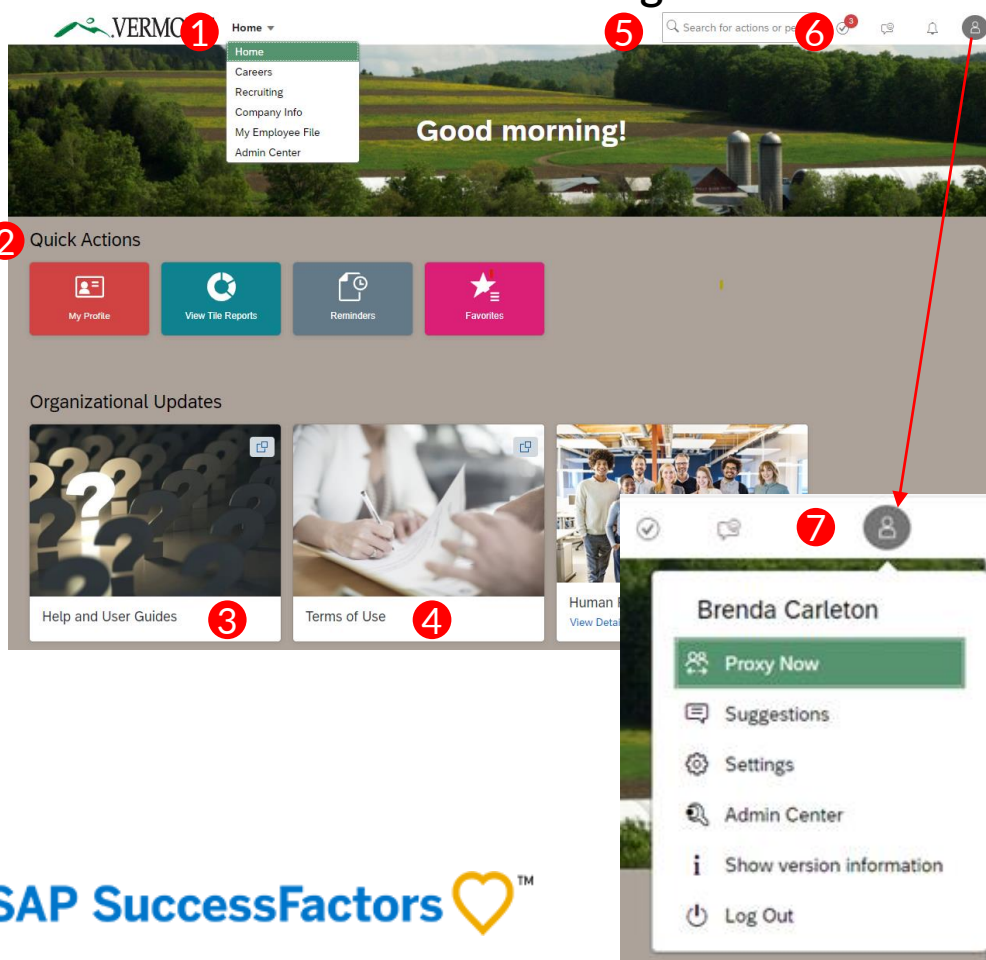 1
VERMO
Home
5
Search for actions or pe
6
3
Home
Careers
Recruiting
Company Info
My Employee File
Admin Center
Good morning!
2
Quick Actions
My Profile
View Tile Reports
Reminders
Favorites
Organizational Updates
Help and User Guides
3
Terms of Use
4
Human
View Detai
7
Brenda Carleton
Proxy Now
Suggestions
Settings
Admin Center
i Show version information
Log Out
SAP SuccessFactors ™